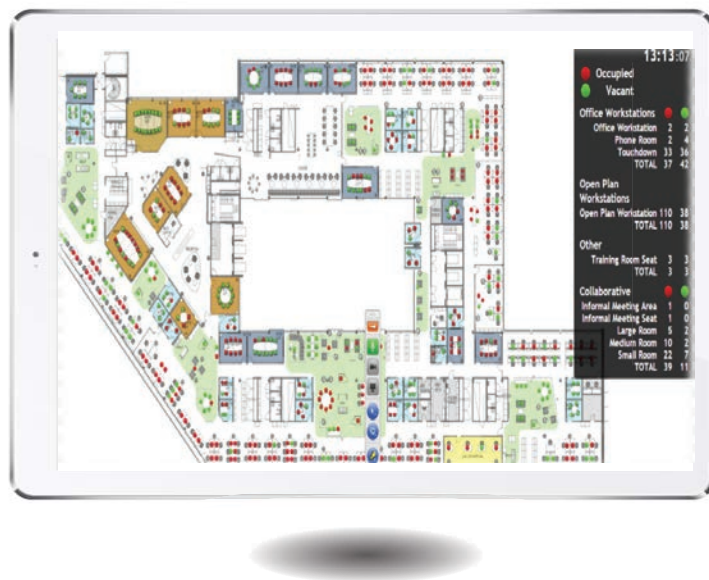 13:13:07
Occupied
Vacant
Office Workstations
Office Workstation 2 2
Phone Room 2 4
Touchdown 33 36
TOTAL 37 42
Open Plan
Workstations
Open Plan Workstation 110 38
TOTAL 110 38
Other
Training Room Seat 3 3
TOTAL 3 3
Collaborative
Informal Meeting Area 1 0
Informal Meeting Seat 1 0
Large Room 5 2
Medium Room 10 2
Small Room 22 7
TOTAL 39 11